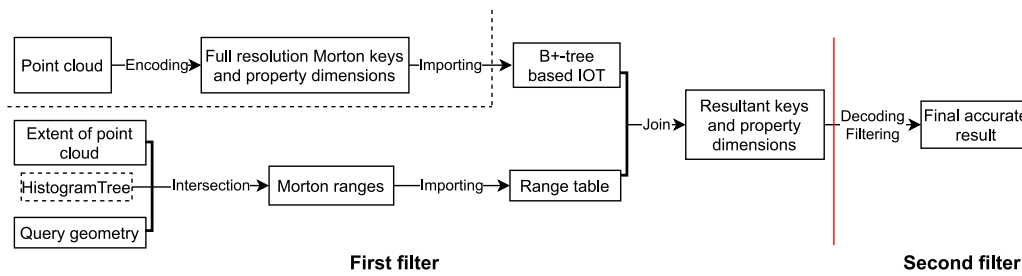 Point cloud
Encoding
Full resolution Morton keys
and property dimensions
Importing
B+-tree
based IOT
Extent of point
cloud
HistogramTree
Query geometry
Intersection
Morton ranges
Importing
Range table
Join
Resultant keys
and property
dimensions
Decoding
Filtering
Final accurate
result
First filter
Second filter